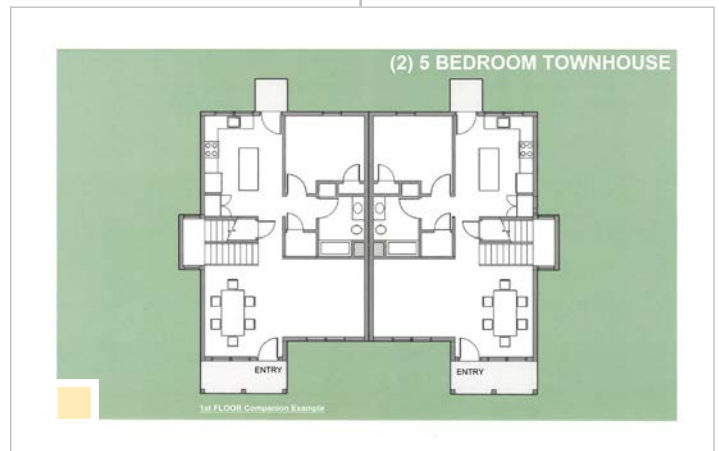 (2) 5 BEDROOM TOWNHOUSE
ENTRY
ENTRY
1st FLOOR Companion Example